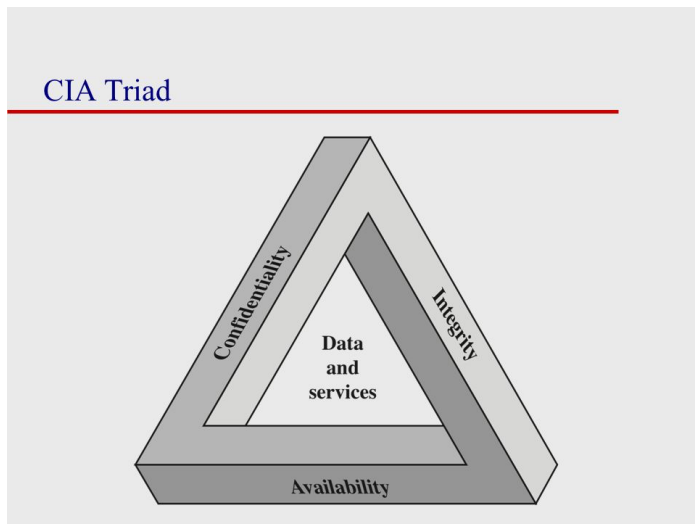 CIA Triad
Confidentiality
Integrity
Data
and
services
Availability